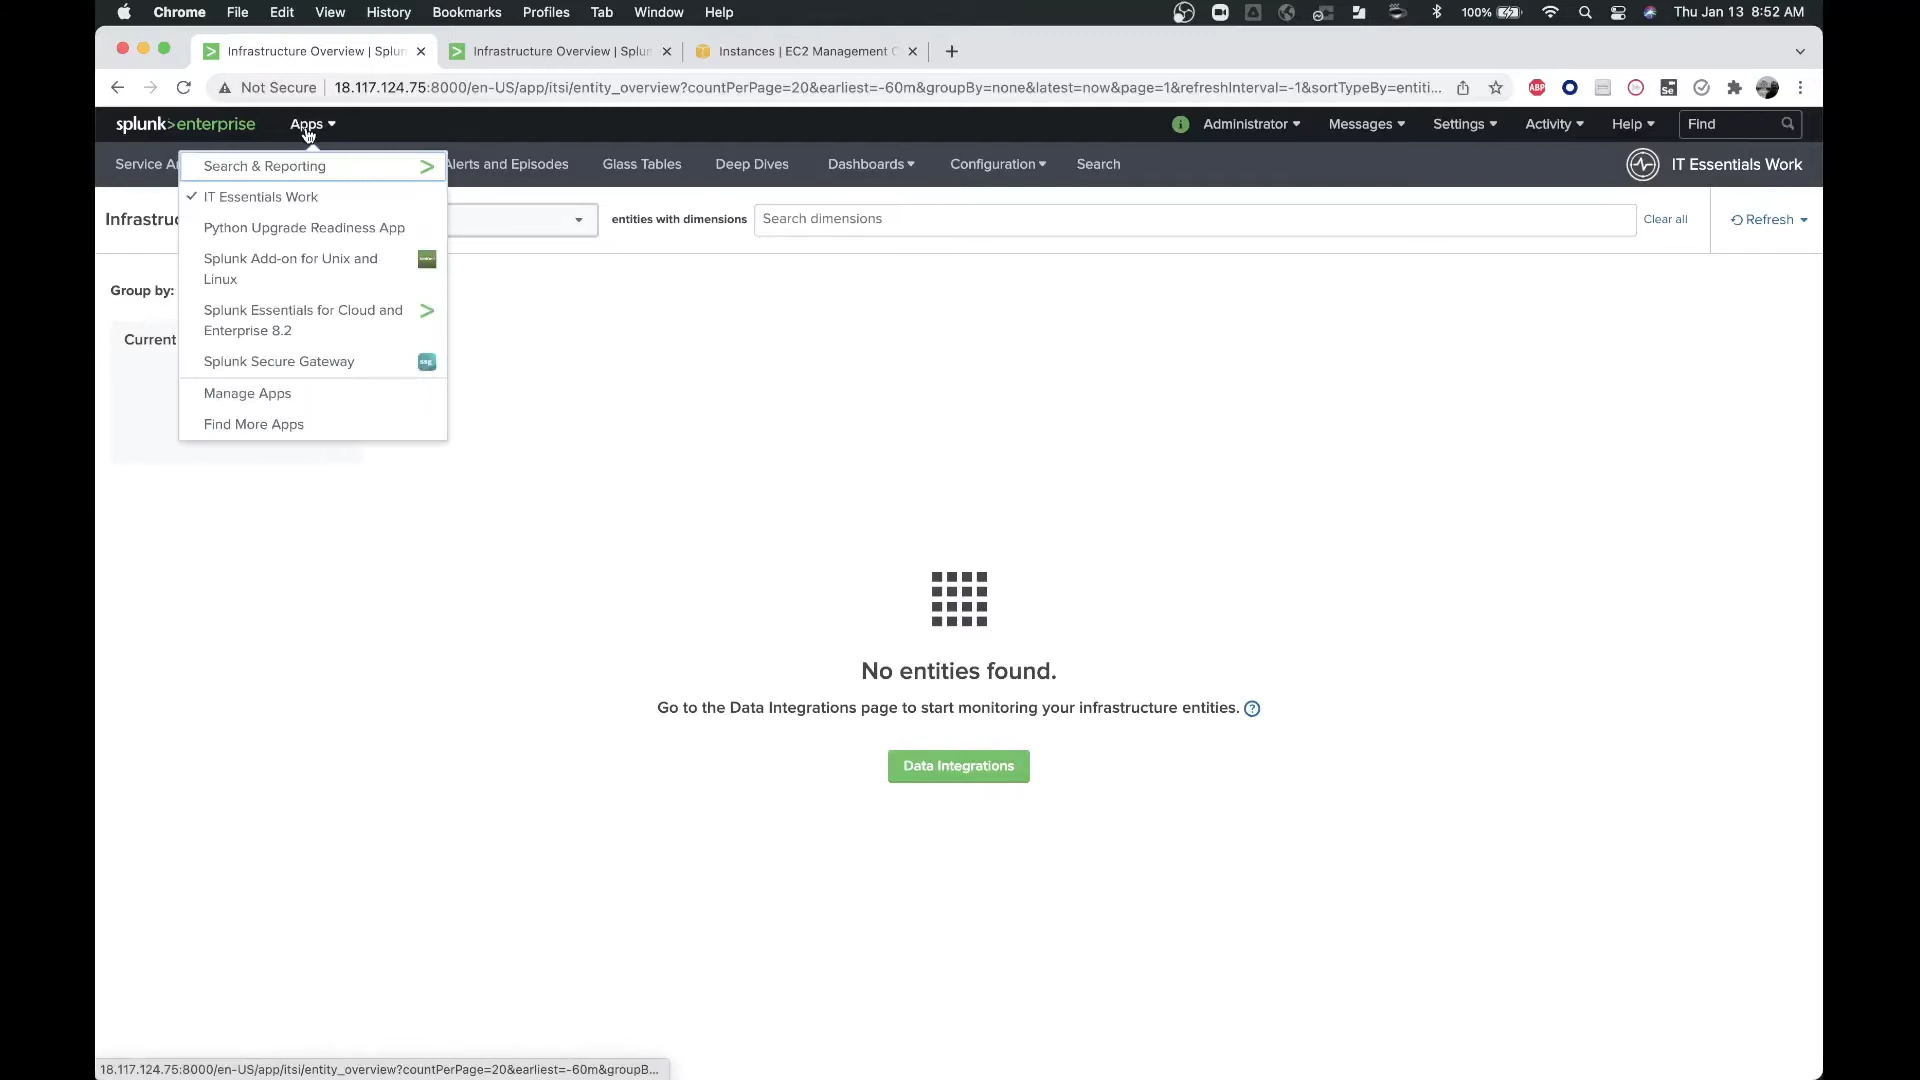 Chrome File Edit View History Bookmarks Profiles Tab Window Help 100% Thu Jan 13 8:52 AM
Infrastructure Overview | Splun Infrastructure Overview | Splun Instances | EC2 Management C
Not Secure 18.117.124.75:8000/en-US/app/itsi/entity_overview?countPerPage=20&earliest=-60m&groupBy=none&latest=now&page=1&refreshInterval=-1&sortTypeBy=entiti... ABP Se
splunk>enterprise Apps i Administrator Messages Settings Activity Help Find
Service An Alerts and Episodes Glass Tables Deep Dives Dashboards Configuration Search IT Essentials Work
Search & Reporting
IT Essentials Work
Python Upgrade Readiness App
Splunk Add-on for Unix and
Linux
Splunk Essentials for Cloud and
Enterprise 8.2
Splunk Secure Gateway ssg
Manage Apps
Find More Apps
Infrastruc entities with dimensions Search dimensions Clear all Refresh
Group by:
Current
No entities found.
Go to the Data Integrations page to start monitoring your infrastructure entities. ?
Data Integrations
18.117.124.75:8000/en-US/app/itsi/entity_overview?countPerPage=20&earliest=-60m&groupB...